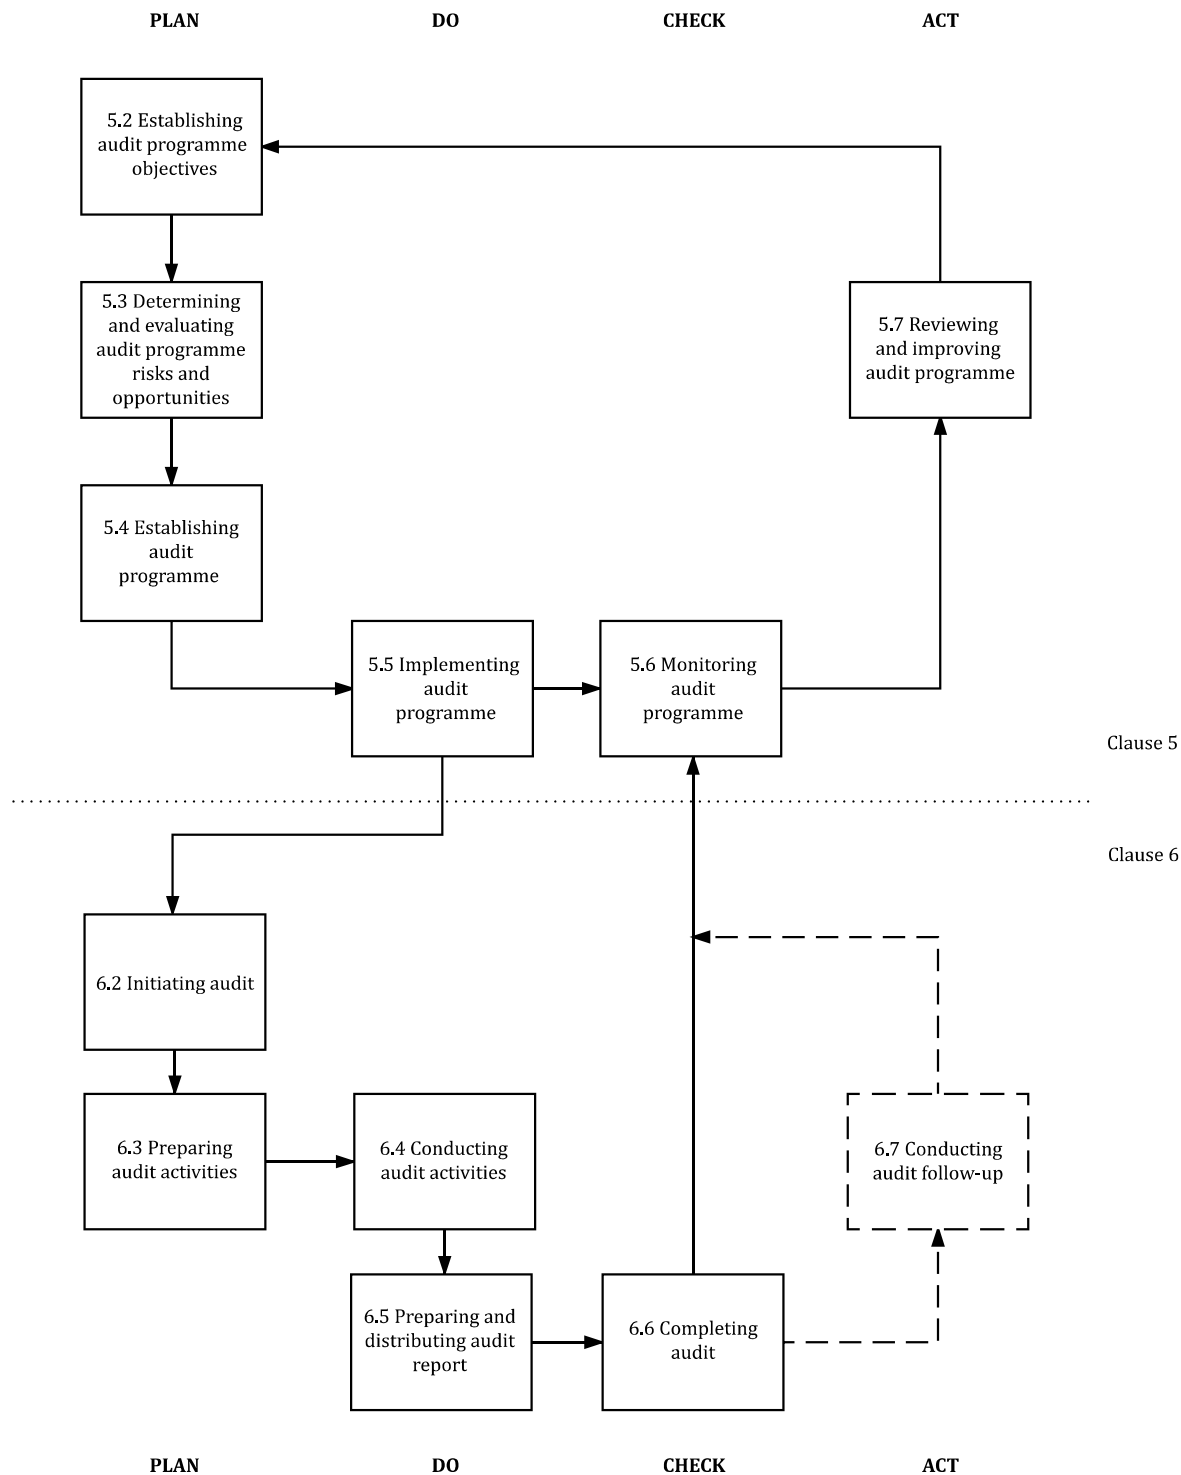 PLAN DO CHECK ACT
5.2 Establishing
audit programme
objectives
5.3 Determining
and evaluating
audit programme
risks and
opportunities
5.7 Reviewing
and improving
audit programme
5.4 Establishing
audit
programme
5.5 Implementing
audit
programme
5.6 Monitoring
audit
programme
Clause 5
Clause 6
6.2 Initiating audit
6.3 Preparing
audit activities
6.4 Conducting
audit activities
6.7 Conducting
audit follow-up
6.5 Preparing and
distributing audit
report
6.6 Completing
audit
PLAN DO CHECK ACT